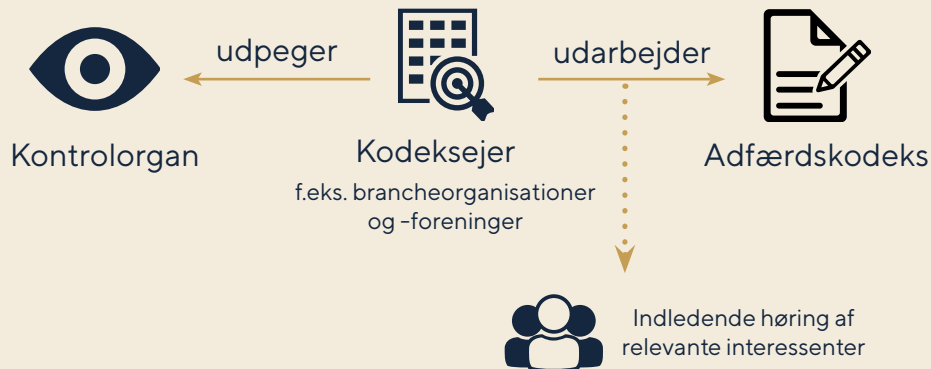 udpeger
udarbejder
Kontrolorgan
Kodeksejer
Adfærdskodeks
f.eks. brancheorganisationer
og -foreninger
Indledende høring af
relevante interessenter